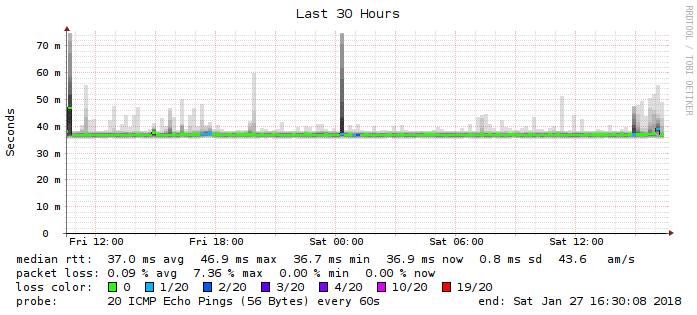 Last 30 Hours
RRDTOOL / TOBI OETIKER
Seconds
70 m
60 m
50 m
40 m
30 m
20 m
10 m
0
Fri 12:00 Fri 18:00 Sat 00:00 Sat 06:00 Sat 12:00
median rtt: 37.0 ms avg 46.9 ms max 36.7 ms min 36.9 ms now 0.8 ms sd 43.6 am/s
packet loss: 0.09 % avg 7.36 % max 0.00 % min 0.00 % now
loss color: 0 1/20 2/20 3/20 4/20 10/20 19/20
probe: 20 ICMP Echo Pings (56 Bytes) every 60s end: Sat Jan 27 16:30:08 2018